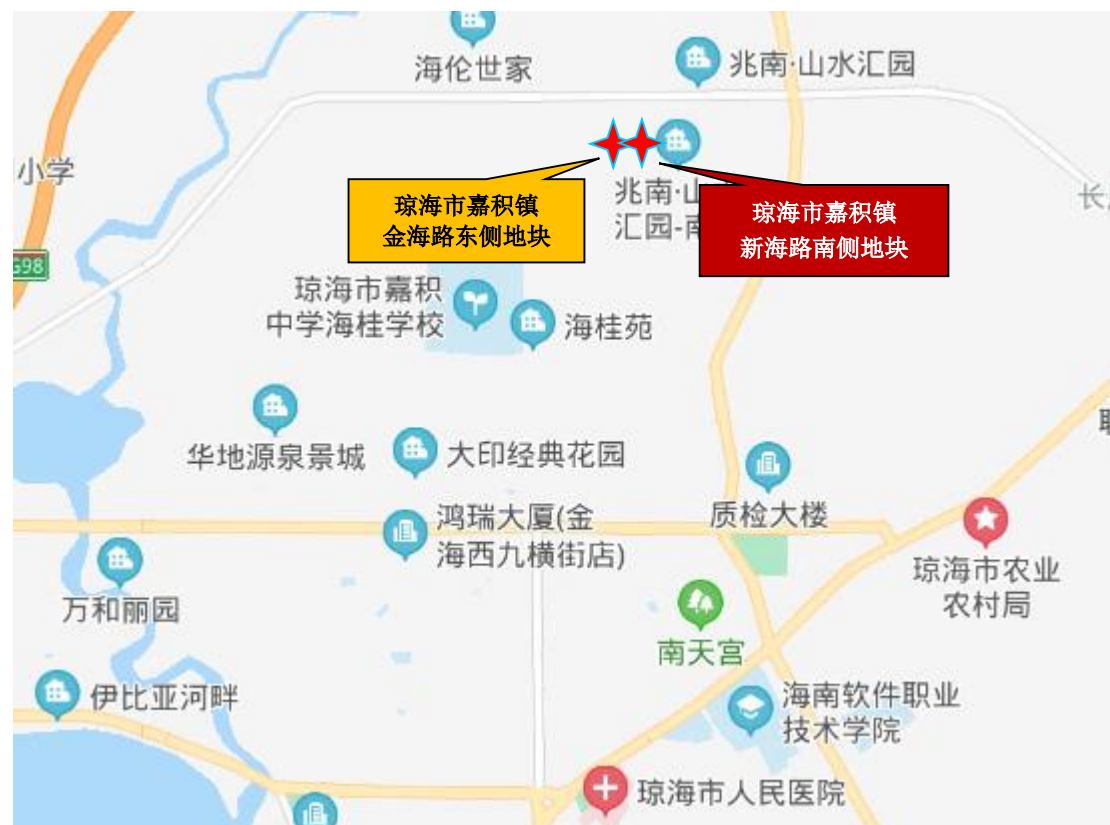 海伦世家
兆南·山水汇园
小学
兆南·山
汇园-南
琼海市嘉积镇
金海路东侧地块
琼海市嘉积镇
新海路南侧地块
长
G98
琼海市嘉积
中学海桂学校
海桂苑
华地源泉景城
大印经典花园
鸿瑞大厦(金
海西九横街店)
质检大楼
琼海市农业
农村局
万和丽园
南天宫
伊比亚河畔
海南软件职业
技术学院
琼海市人民医院